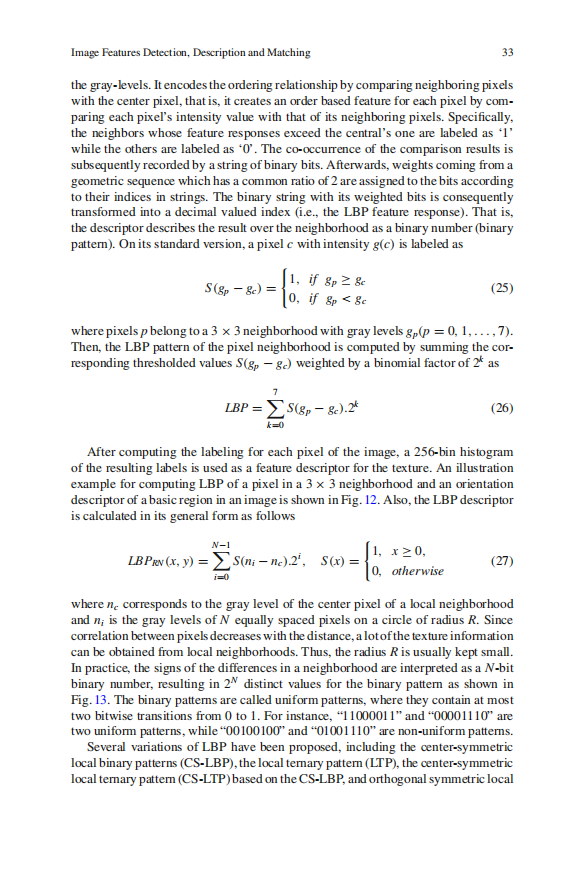 Image Features Detection, Description and Matching 33
the gray-levels. It encodes the ordering relationship by comparing neighboring pixels
with the center pixel, that is, it creates an order based feature for each pixel by com-
paring each pixel's intensity value with that of its neighboring pixels. Specifically,
the neighbors whose feature responses exceed the central's one are labeled as ‘1’
while the others are labeled as ‘0’. The co-occurrence of the comparison results is
subsequently recorded by a string of binary bits. Afterwards, weights coming from a
geometric sequence which has a common ratio of 2 are assigned to the bits according
to their indices in strings. The binary string with its weighted bits is consequently
transformed into a decimal valued index (i.e., the LBP feature response). That is,
the descriptor describes the result over the neighborhood as a binary number (binary
pattern). On its standard version, a pixel c with intensity g(c) is labeled as
S(g_p − g_c) = {1, if g_p ≥ g_c
{0, if g_p < g_c (25)
where pixels p belong to a 3 × 3 neighborhood with gray levels g_p(p = 0, 1, . . . , 7).
Then, the LBP pattern of the pixel neighborhood is computed by summing the cor-
responding thresholded values S(g_p − g_c) weighted by a binomial factor of 2^k as
LBP = ∑_{k=0}^{7} S(g_p − g_c).2^k (26)
After computing the labeling for each pixel of the image, a 256-bin histogram
of the resulting labels is used as a feature descriptor for the texture. An illustration
example for computing LBP of a pixel in a 3 × 3 neighborhood and an orientation
descriptor of a basic region in an image is shown in Fig. 12. Also, the LBP descriptor
is calculated in its general form as follows
LBP_{RN}(x, y) = ∑_{i=0}^{N−1} S(n_i − n_c).2^i, S(x) = {1, x ≥ 0,
{0, otherwise (27)
where n_c corresponds to the gray level of the center pixel of a local neighborhood
and n_i is the gray levels of N equally spaced pixels on a circle of radius R. Since
correlation between pixels decreases with the distance, a lot of the texture information
can be obtained from local neighborhoods. Thus, the radius R is usually kept small.
In practice, the signs of the differences in a neighborhood are interpreted as a N-bit
binary number, resulting in 2^N distinct values for the binary pattern as shown in
Fig. 13. The binary patterns are called uniform patterns, where they contain at most
two bitwise transitions from 0 to 1. For instance, “11000011” and “00001110” are
two uniform patterns, while “00100100” and “01001110” are non-uniform patterns.
Several variations of LBP have been proposed, including the center-symmetric
local binary patterns (CS-LBP), the local ternary pattern (LTP), the center-symmetric
local ternary pattern (CS-LTP) based on the CS-LBP, and orthogonal symmetric local